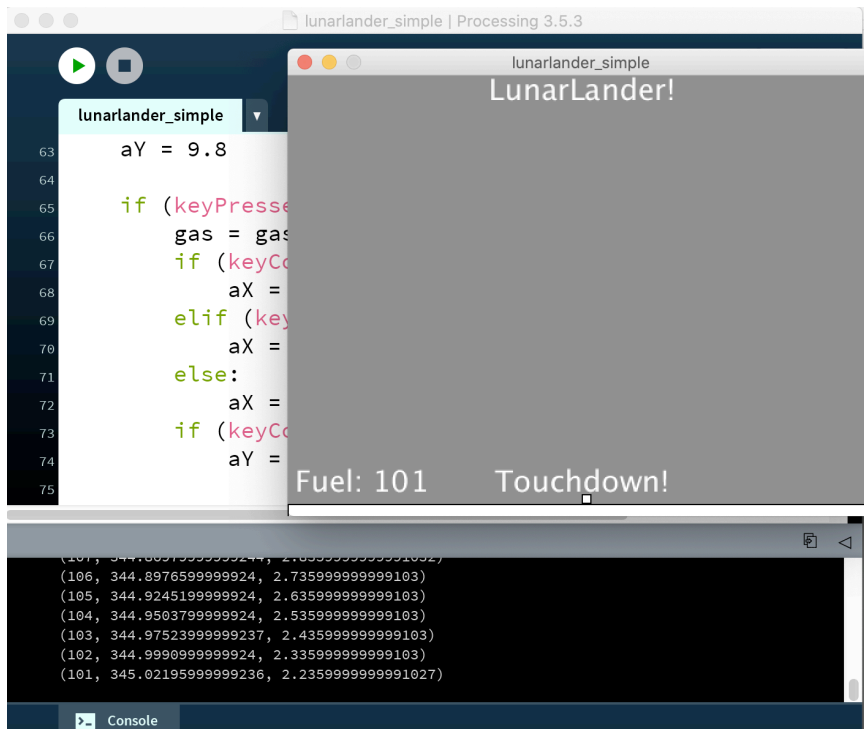 lunarlander_simple | Processing 3.5.3
lunarlander_simple
LunarLander!
lunarlander_simple
63 aY = 9.8
64
65 if (keyPresse
66 gas = gas
67 if (keyCo
68 aX =
69 elif (key
70 aX =
71 else:
72 aX =
73 if (keyCo
74 aY =
75
Fuel: 101 Touchdown!
(106, 344.8976599999924, 2.735999999999103)
(105, 344.9245199999924, 2.635999999999103)
(104, 344.9503799999924, 2.535999999999103)
(103, 344.97523999999237, 2.435999999999103)
(102, 344.9990999999924, 2.335999999999103)
(101, 345.02195999999236, 2.2359999999991027)
Console